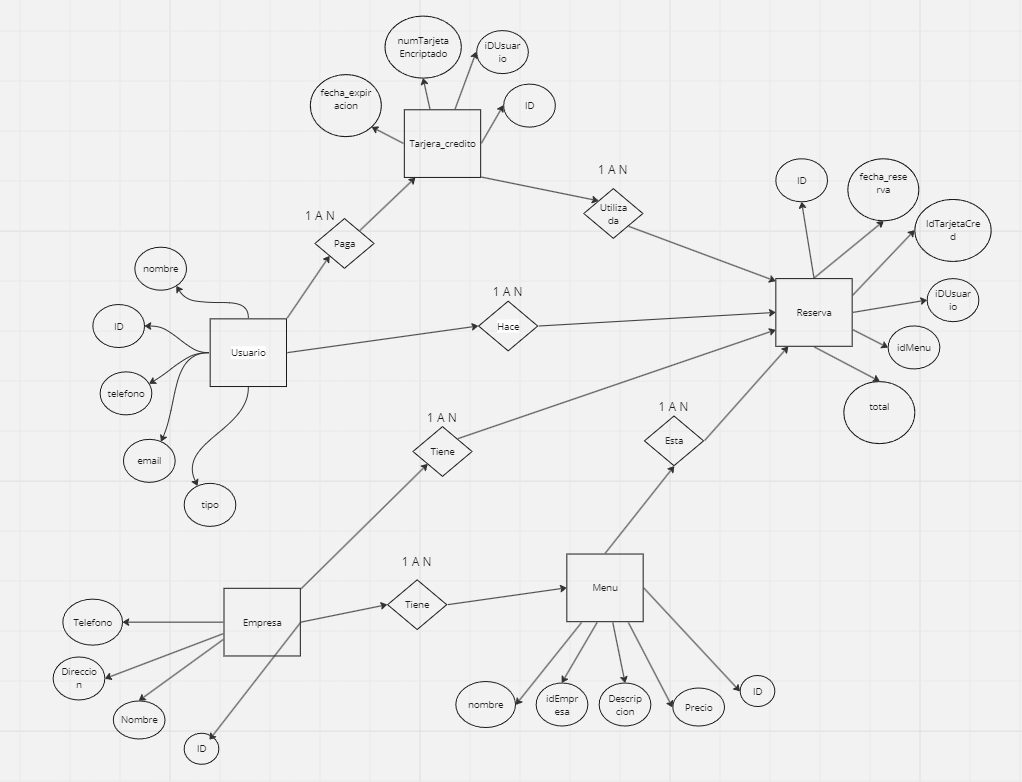 numTarjeta
Encriptado
iDUsuar
io
fecha_expir
acion
ID
Tarjera_credito
1 A N
Utiliza
da
ID
fecha_rese
rva
IdTarjetaCre
d
1 A N
Paga
nombre
ID
telefono
email
tipo
Usuario
1 A N
Hace
Reserva
iDUsuar
io
idMenu
total
1 A N
Tiene
1 A N
Esta
1 A N
Tiene
Menu
Empresa
Telefono
Direccio
n
Nombre
ID
nombre
idEmpr
esa
Descrip
cion
Precio
ID